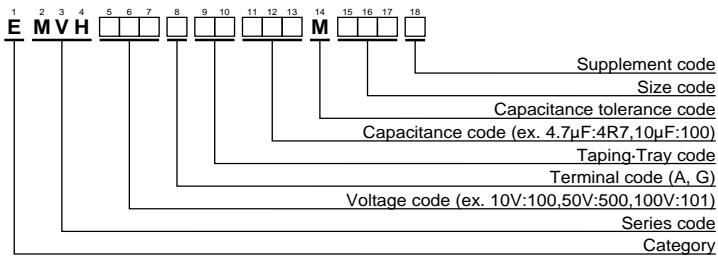 1 2 3 4 5 6 7 8 9 10 11 12 13 14 15 16 17 18
E MVH □□□ □ □□ □□□ M □□□ □
Supplement code
Size code
Capacitance tolerance code
Capacitance code (ex. 4.7µF:4R7,10µF:100)
Taping·Tray code
Terminal code (A, G)
Voltage code (ex. 10V:100,50V:500,100V:101)
Series code
Category